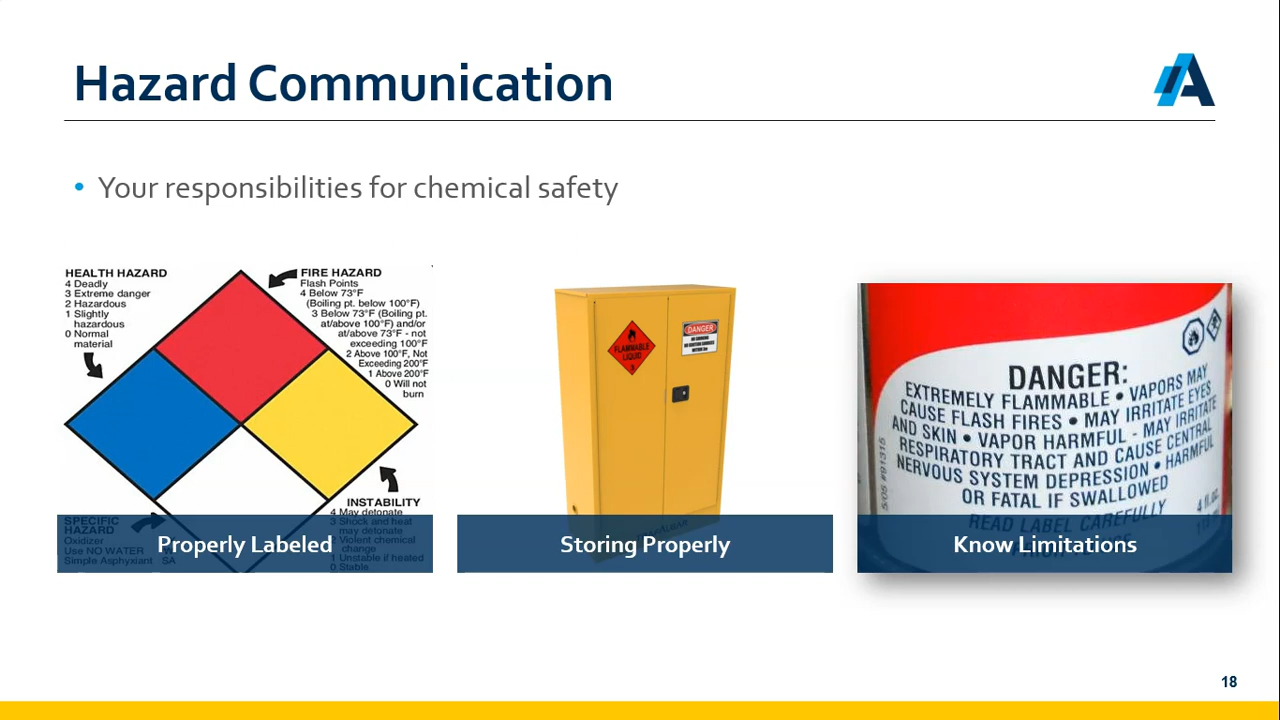 Hazard Communication
• Your responsibilities for chemical safety
HEALTH HAZARD
4 Deadly
3 Extreme danger
2 Hazardous
1 Slightly
hazardous
0 Normal
material
FIRE HAZARD
Flash Points
4 Below 73°F
(Boiling pt. below 100°F)
3 Below 73°F (Boiling pt.
at/above 100°F) and/or
at/above 73°F - not
exceeding 100°F
2 Above 100°F, Not
Exceeding 200°F
1 Above 200°F
0 Will not
burn
SPECIFIC
HAZARD
Oxidizer
Use NO WATER
Simple Asphyxiant SA
INSTABILITY
4 May detonate
3 Shock and heat
may detonate
2 Violent chemical
change
1 Unstable if heated
0 Stable
Properly Labeled
FLAMMABLE
LIQUID
3
DANGER
Storing Properly
DANGER:
EXTREMELY FLAMMABLE • VAPORS MAY
CAUSE FLASH FIRES • MAY IRRITATE EYES
AND SKIN • VAPOR HARMFUL - MAY IRRITATE
RESPIRATORY TRACT AND CAUSE CENTRAL
NERVOUS SYSTEM DEPRESSION • HARMFUL
OR FATAL IF SWALLOWED
READ LABEL CAREFULLY
5/05 #91315
4 fl.oz.
Know Limitations
18